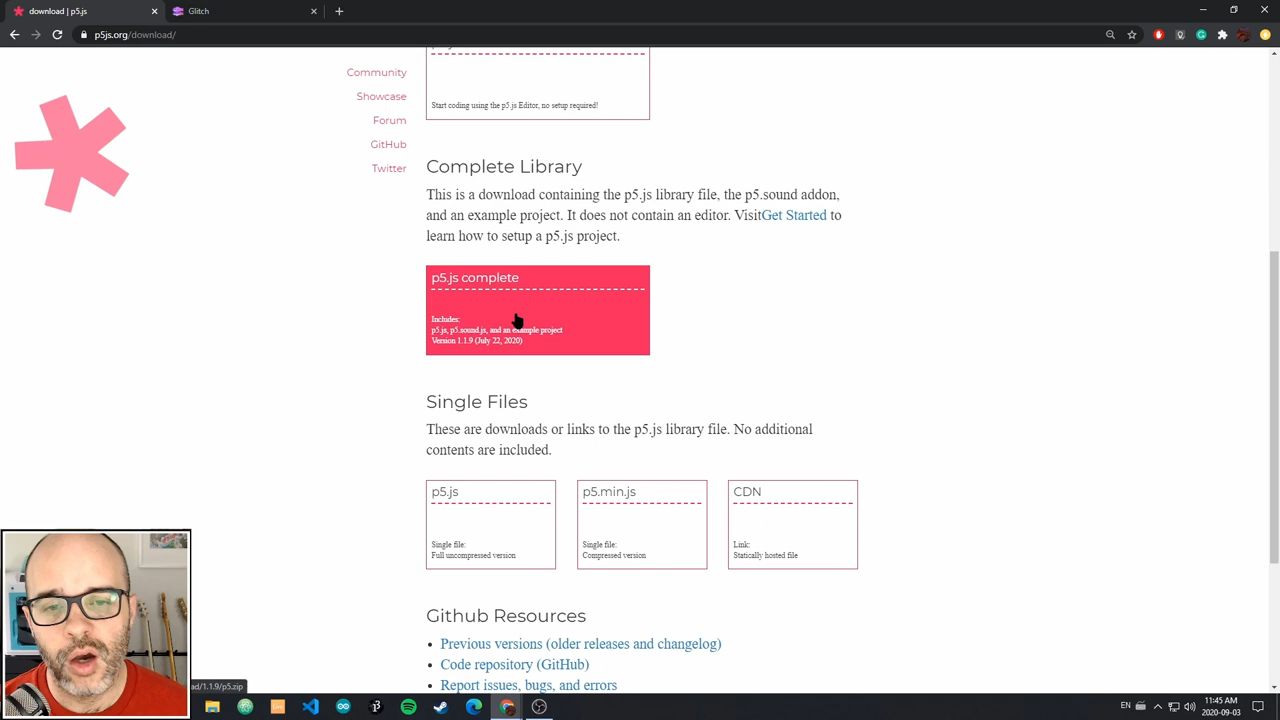 download | p5.js
Glitch
p5js.org/download/
Community
Showcase
Forum
GitHub
Twitter
Start coding using the p5.js Editor, no setup required!
Complete Library
This is a download containing the p5.js library file, the p5.sound addon,
and an example project. It does not contain an editor. VisitGet Started to
learn how to setup a p5.js project.
p5.js complete
Includes:
p5.js, p5.sound.js, and an example project
Version 1.1.9 (July 22, 2020)
Single Files
These are downloads or links to the p5.js library file. No additional
contents are included.
p5.js
Single file:
Full uncompressed version
p5.min.js
Single file:
Compressed version
CDN
Link:
Statically hosted file
Github Resources
Previous versions (older releases and changelog)
Code repository (GitHub)
Report issues, bugs, and errors
ad/1.1.9/p5.zip
EN
11:45 AM
2020-09-03